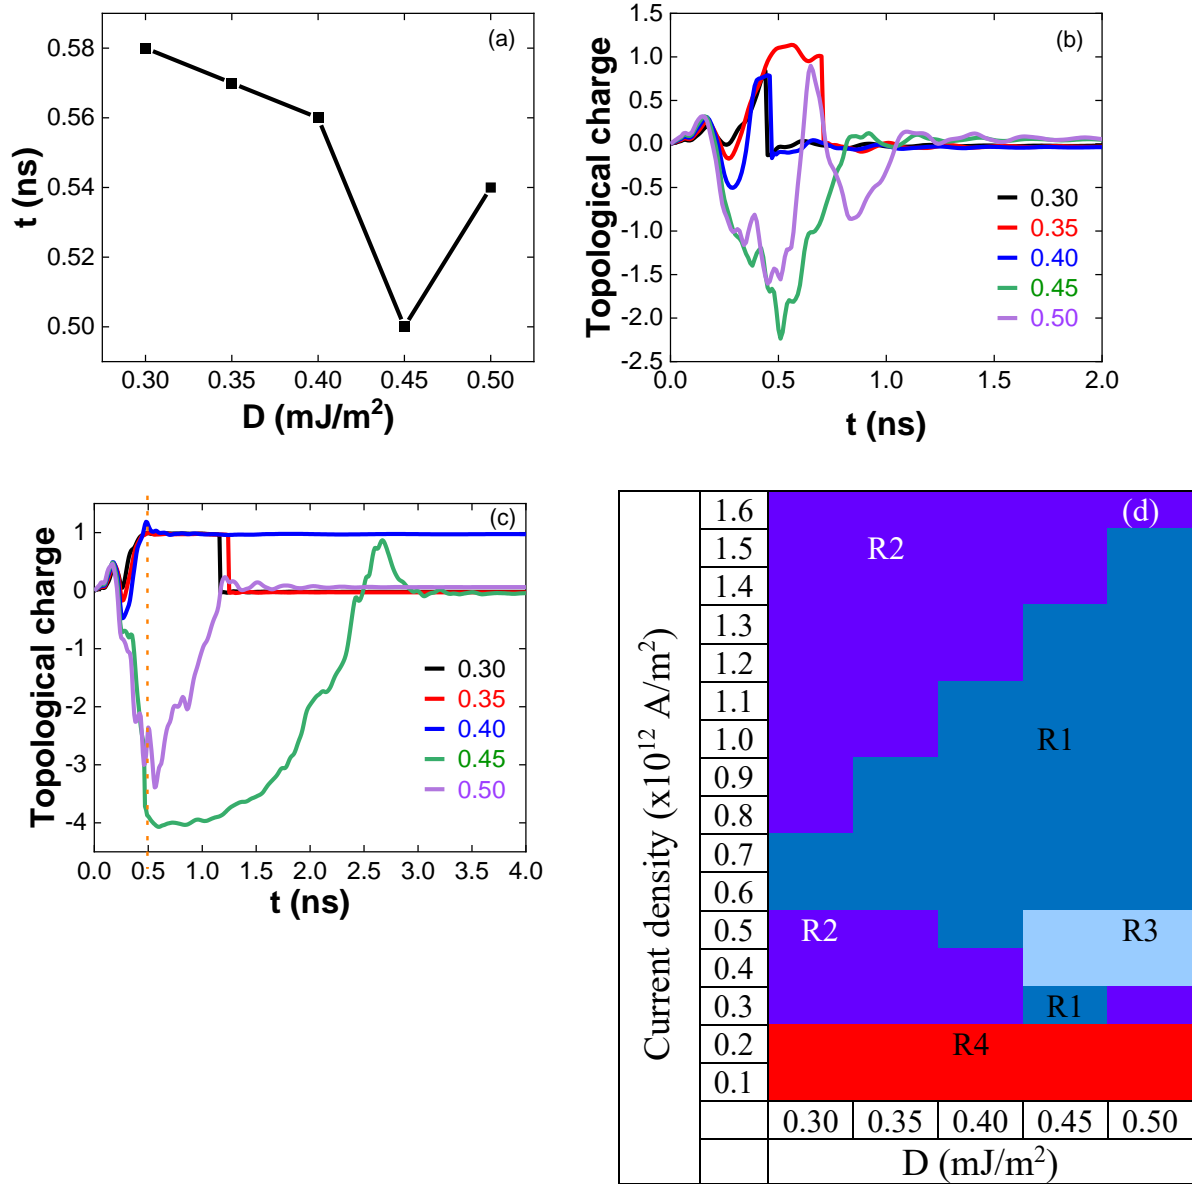 (a)
t (ns)
0.58
0.56
0.54
0.52
0.50
0.30 0.35 0.40 0.45 0.50
D (mJ/m²)
(b)
Topological charge
1.5
1.0
0.5
0.0
-0.5
-1.0
-1.5
-2.0
-2.5
0.30
0.35
0.40
0.45
0.50
0.0 0.5 1.0 1.5 2.0
t (ns)
(c)
Topological charge
1
0
-1
-2
-3
-4
0.30
0.35
0.40
0.45
0.50
0.0 0.5 1.0 1.5 2.0 2.5 3.0 3.5 4.0
t (ns)
(d)
Current density (x10¹² A/m²)
1.6
1.5 R2
1.4
1.3
1.2
1.1
1.0 R1
0.9
0.8
0.7
0.6
0.5 R2 R3
0.4
0.3 R1
0.2 R4
0.1
0.30 0.35 0.40 0.45 0.50
D (mJ/m²)